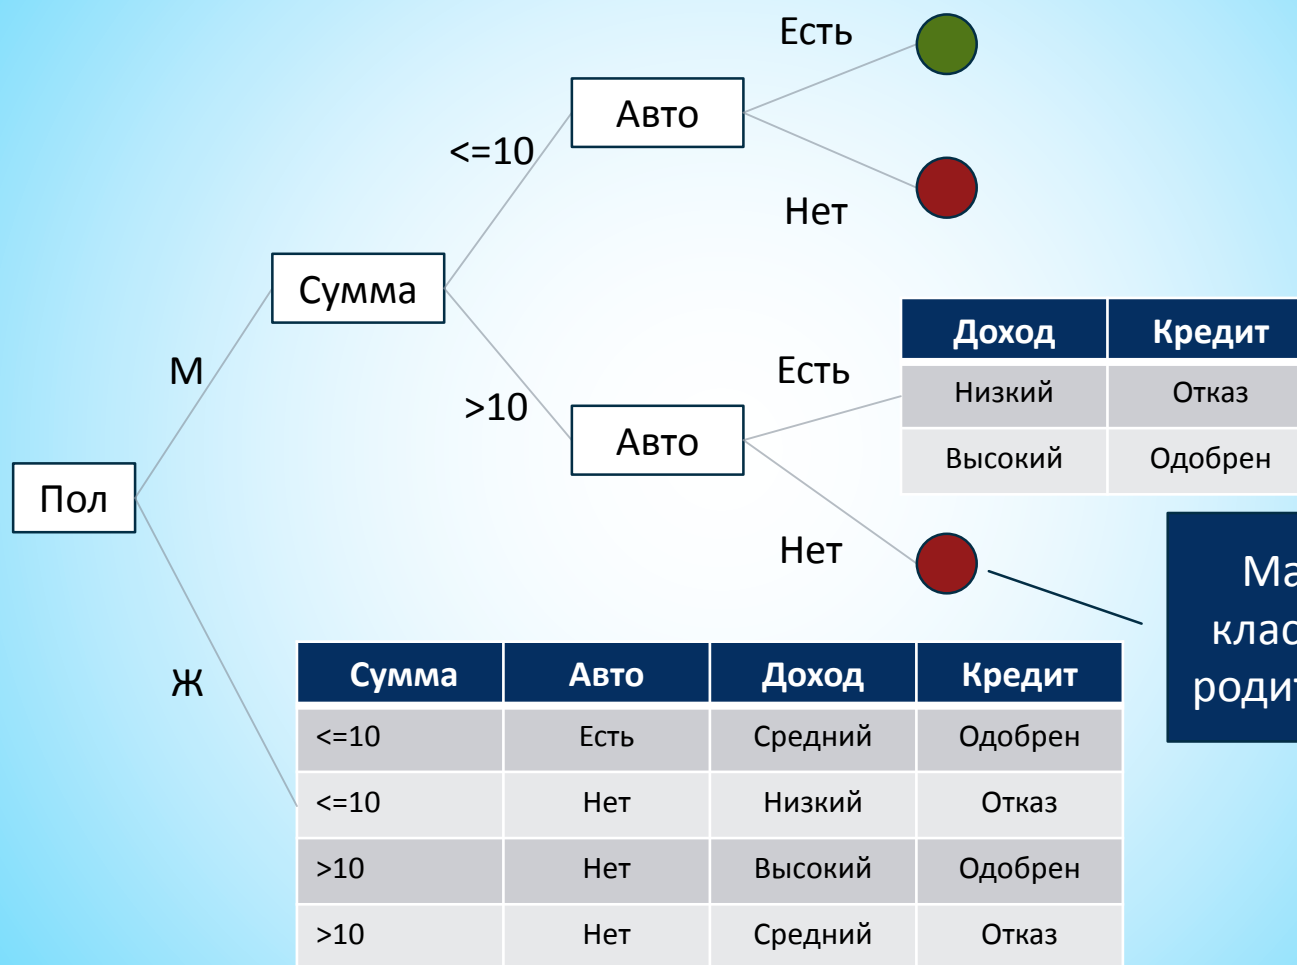 Есть
Авто
<=10
Нет
Сумма
Доход Кредит
Низкий Отказ
Высокий Одобрен
М
Есть
>10
Авто
Пол
Нет
Ж
Сумма Авто Доход Кредит
<=10 Есть Средний Одобрен
<=10 Нет Низкий Отказ
>10 Нет Высокий Одобрен
>10 Нет Средний Отказ